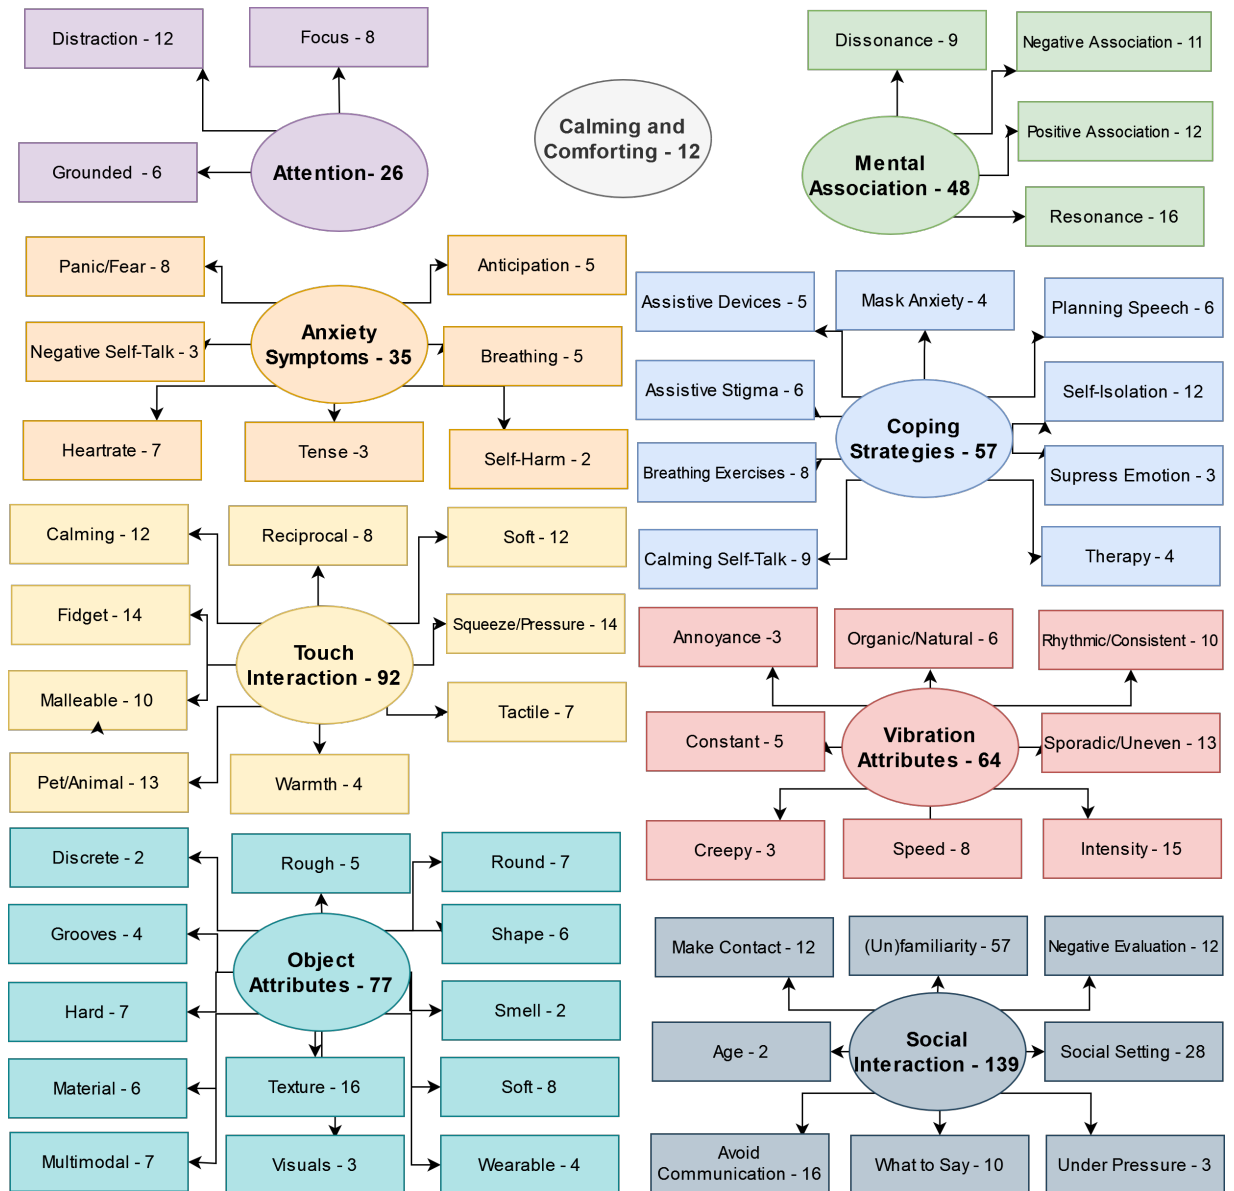 Distraction - 12
Focus - 8
Grounded - 6
Attention- 26
Calming and
Comforting - 12
Dissonance - 9
Negative Association - 11
Positive Association - 12
Resonance - 16
Mental
Association - 48
Panic/Fear - 8
Anticipation - 5
Negative Self-Talk - 3
Anxiety
Symptoms - 35
Breathing - 5
Heartrate - 7
Tense -3
Self-Harm - 2
Assistive Devices - 5
Mask Anxiety - 4
Planning Speech - 6
Assistive Stigma - 6
Self-Isolation - 12
Coping
Strategies - 57
Breathing Exercises - 8
Supress Emotion - 3
Calming Self-Talk - 9
Therapy - 4
Calming - 12
Reciprocal - 8
Soft - 12
Fidget - 14
Squeeze/Pressure - 14
Touch
Interaction - 92
Malleable - 10
Tactile - 7
Pet/Animal - 13
Warmth - 4
Annoyance -3
Organic/Natural - 6
Rhythmic/Consistent - 10
Constant - 5
Vibration
Attributes - 64
Sporadic/Uneven - 13
Creepy - 3
Speed - 8
Intensity - 15
Discrete - 2
Rough - 5
Round - 7
Grooves - 4
Shape - 6
Object
Attributes - 77
Hard - 7
Smell - 2
Material - 6
Texture - 16
Soft - 8
Multimodal - 7
Visuals - 3
Wearable - 4
Make Contact - 12
(Un)familiarity - 57
Negative Evaluation - 12
Age - 2
Social
Interaction - 139
Social Setting - 28
Avoid
Communication - 16
What to Say - 10
Under Pressure - 3